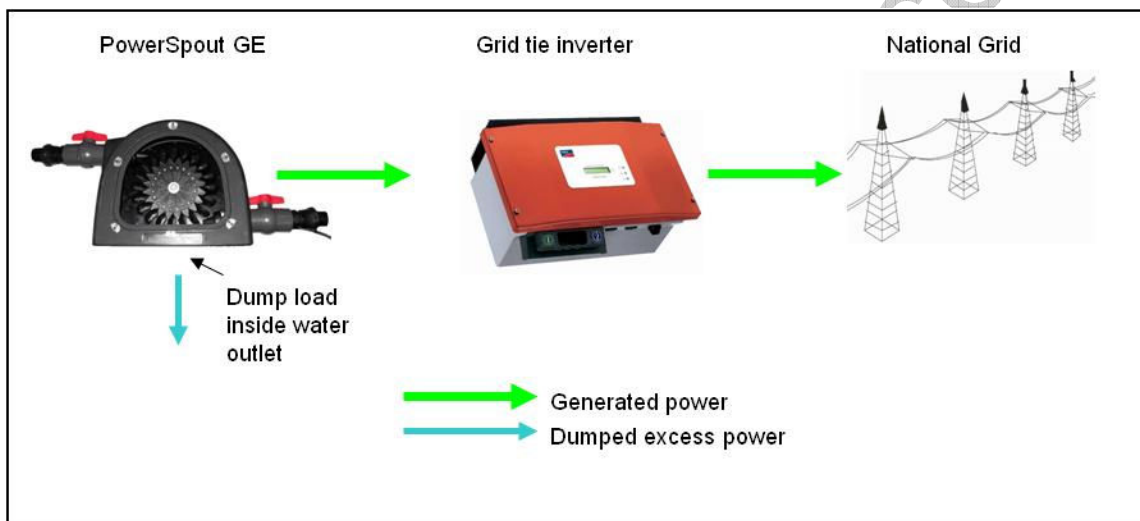 PowerSpout GE
Grid tie inverter
National Grid
Dump load
inside water
outlet
Generated power
Dumped excess power